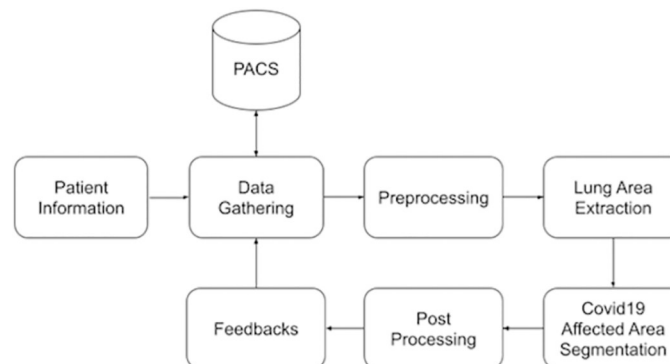 PACS
Patient
Information
Data
Gathering
Preprocessing
Lung Area
Extraction
Feedbacks
Post
Processing
Covid19
Affected Area
Segmentation